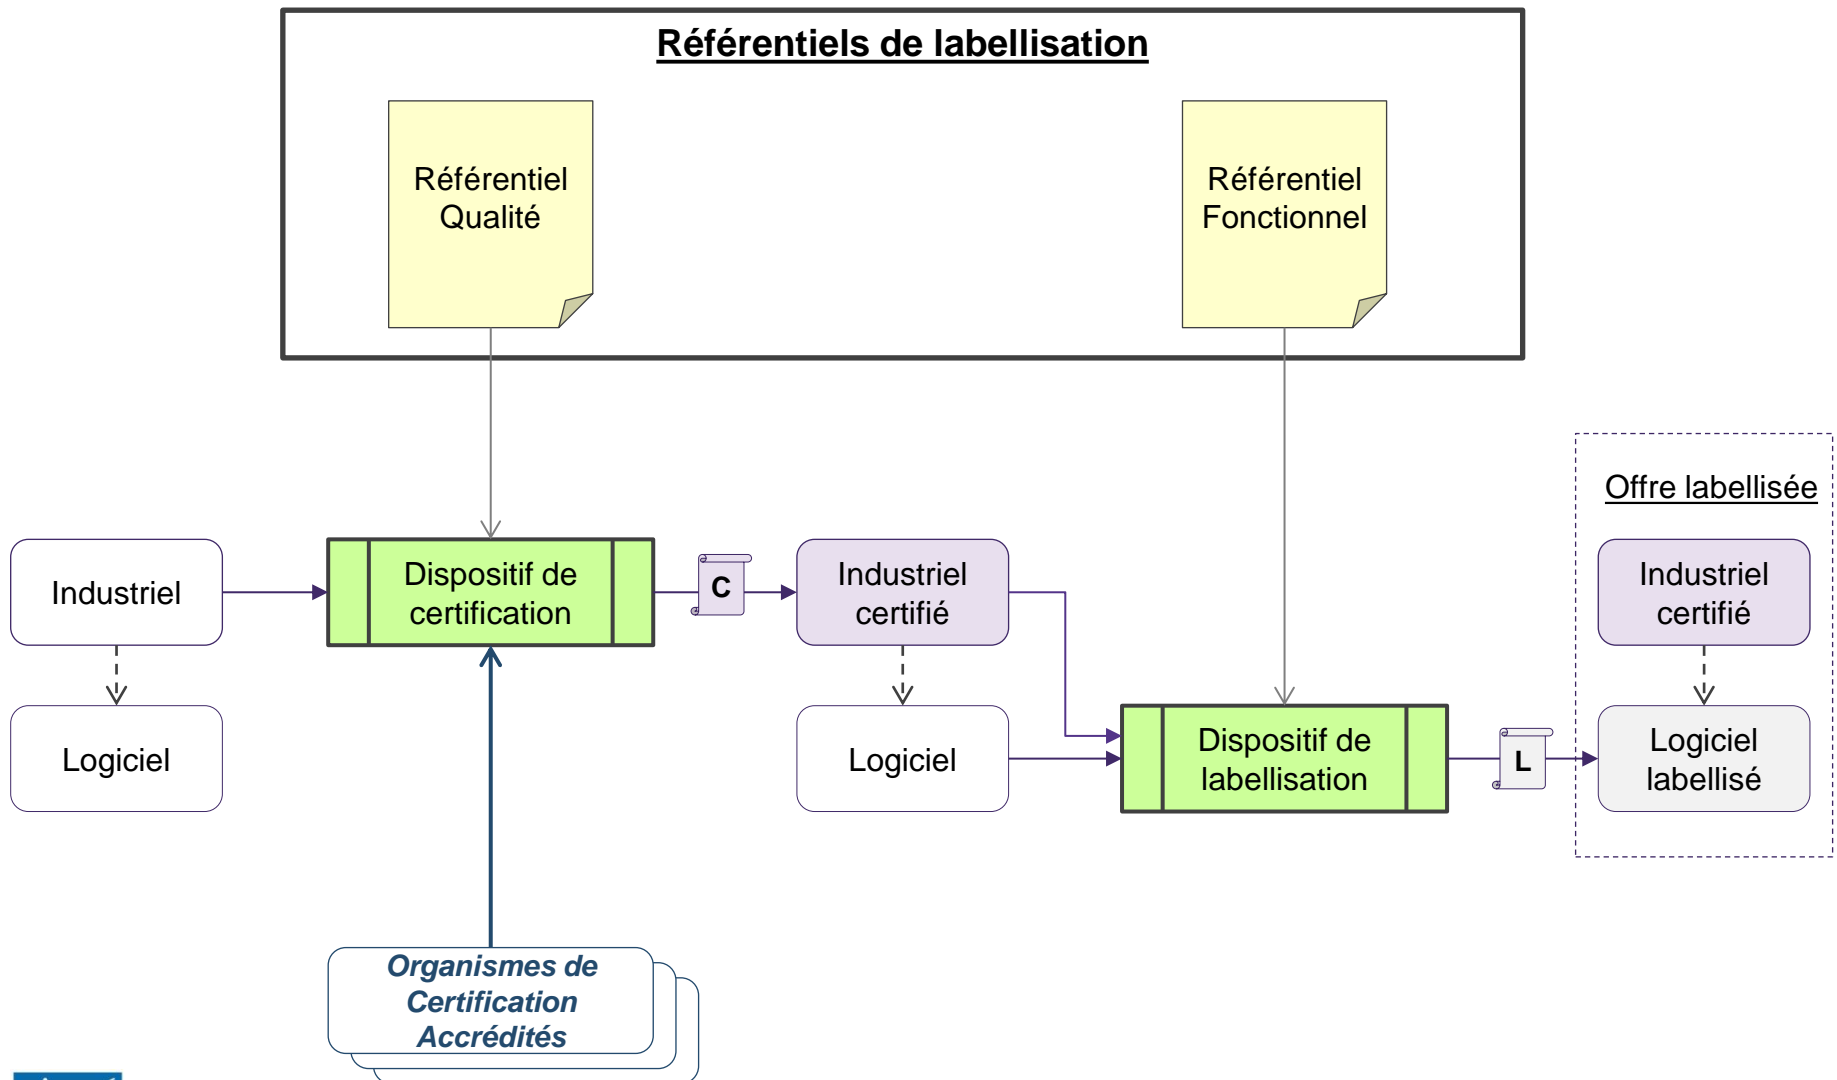 Référentiels de labellisation
Référentiel
Qualité
Référentiel
Fonctionnel
Offre labellisée
Industriel
Dispositif de
certification
C
Industriel
certifié
Industriel
certifié
Logiciel
Logiciel
Dispositif de
labellisation
L
Logiciel
labellisé
Organismes de
Certification
Accrédités